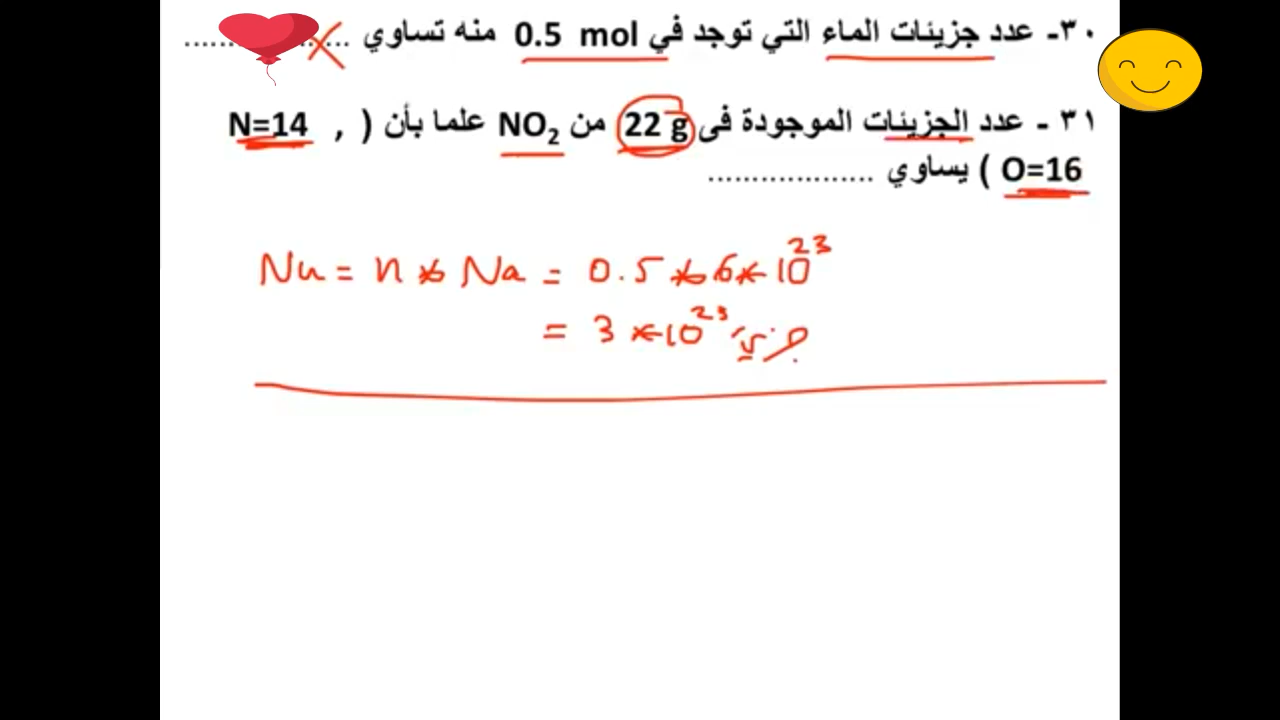 ٣٠- عدد جزيئات الماء التي توجد في 0.5 mol منه تساوي ..................
٣١ - عدد الجزيئات الموجودة فى 22 g من NO₂ علما بأن ( N=14 ,
O=16 ) يساوي ...................
Nu = n * Na = 0.5 * 6 * 10²³
= 3 * 10²³